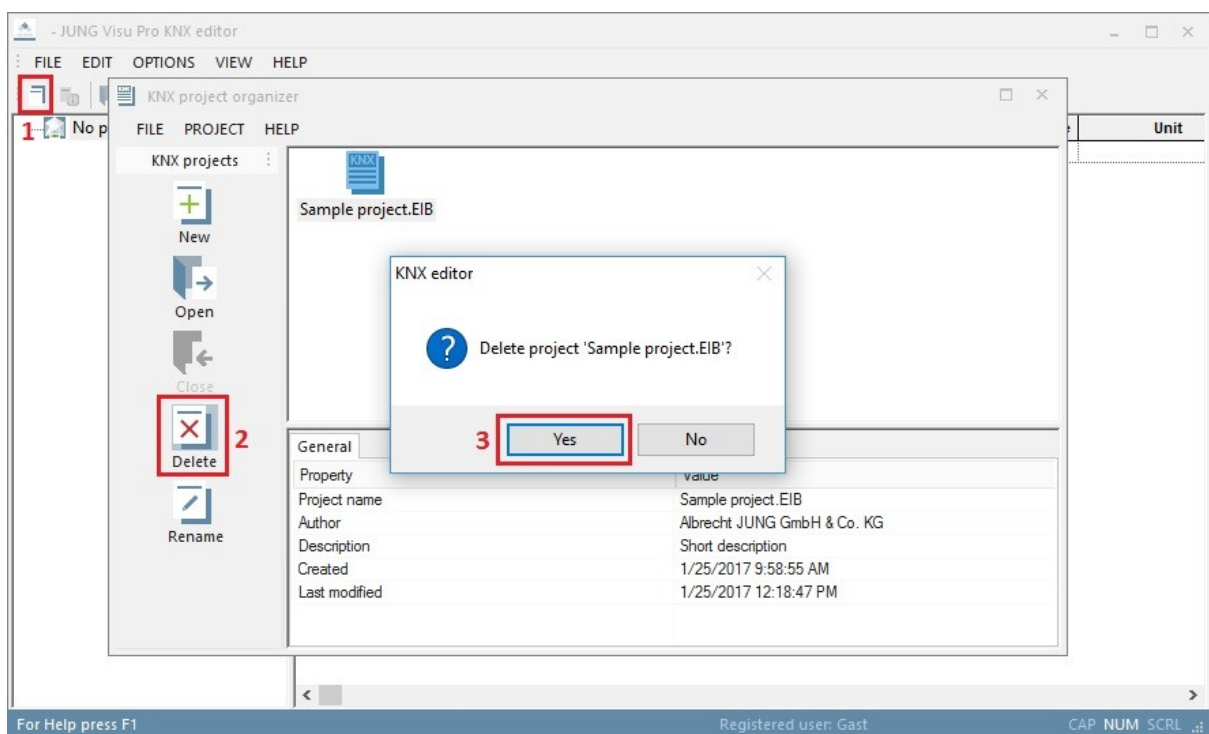 - JUNG Visu Pro KNX editor
FILE EDIT OPTIONS VIEW HELP
1
No p
Unit
KNX project organizer
FILE PROJECT HELP
KNX projects
New
Open
Close
Delete
2
Rename
KNX
Sample project.EIB
KNX editor
? Delete project 'Sample project.EIB'?
3
Yes No
General
Property Value
Project name Sample project.EIB
Author Albrecht JUNG GmbH & Co. KG
Description Short description
Created 1/25/2017 9:58:55 AM
Last modified 1/25/2017 12:18:47 PM
For Help press F1 Registered user: Gast CAP NUM SCRL